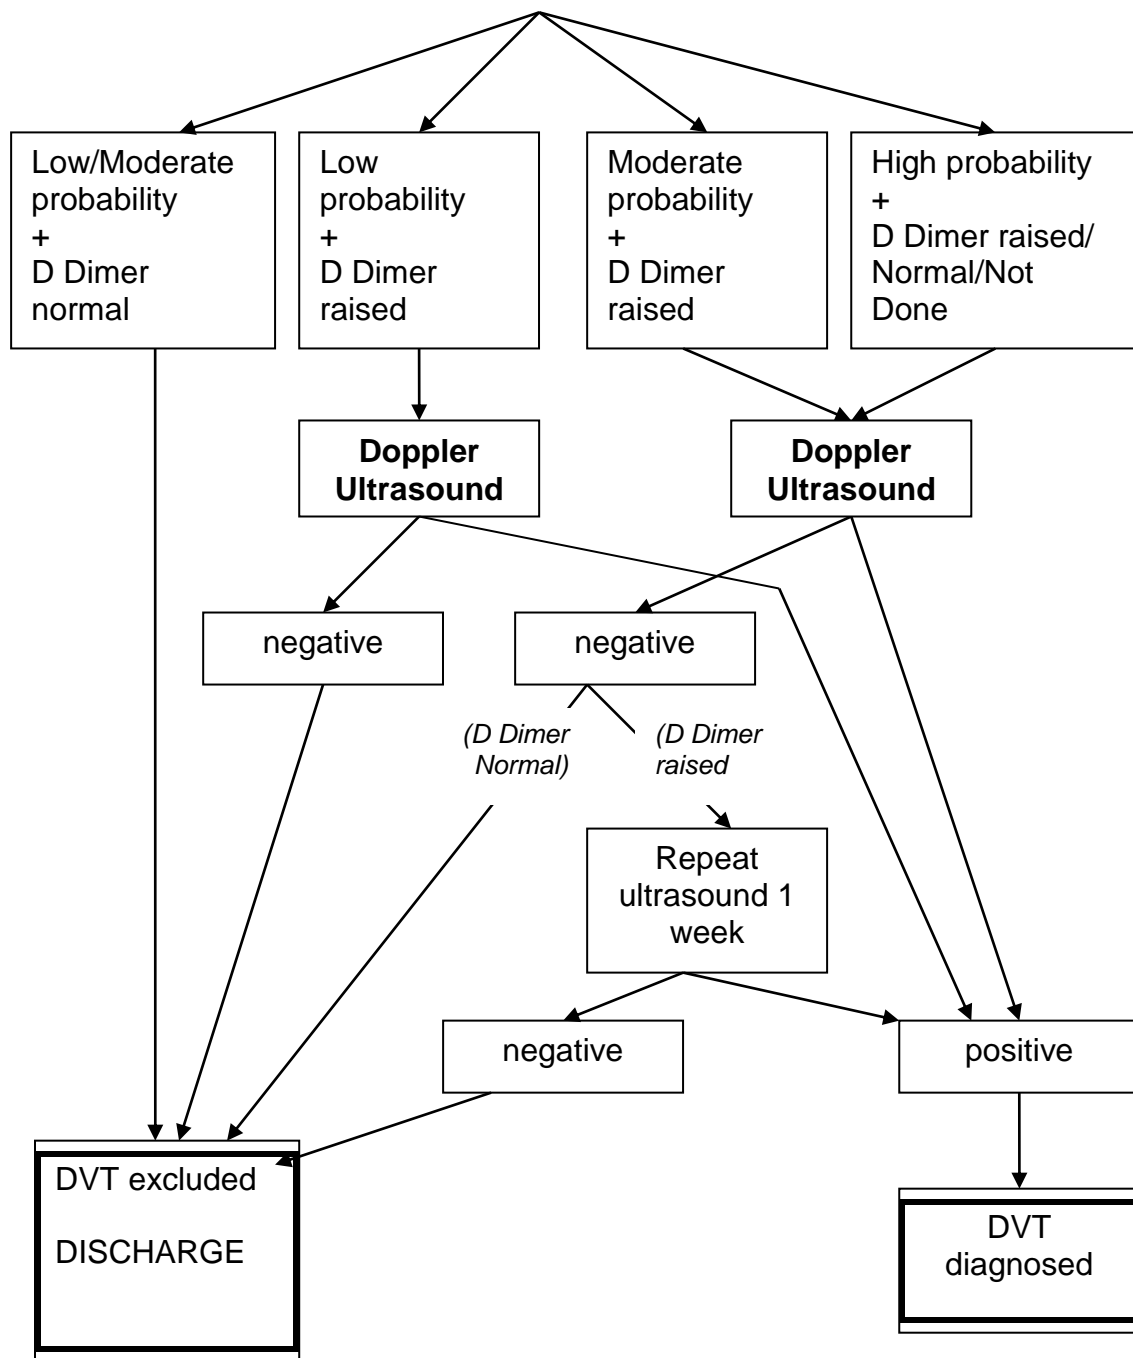 Low/Moderate
probability
+
D Dimer
normal
Low
probability
+
D Dimer
raised
Moderate
probability
+
D Dimer
raised
High probability
+
D Dimer raised/
Normal/Not
Done
Doppler
Ultrasound
Doppler
Ultrasound
negative
negative
(D Dimer
Normal)
(D Dimer
raised
Repeat
ultrasound 1
week
negative
positive
DVT excluded
DISCHARGE
DVT
diagnosed